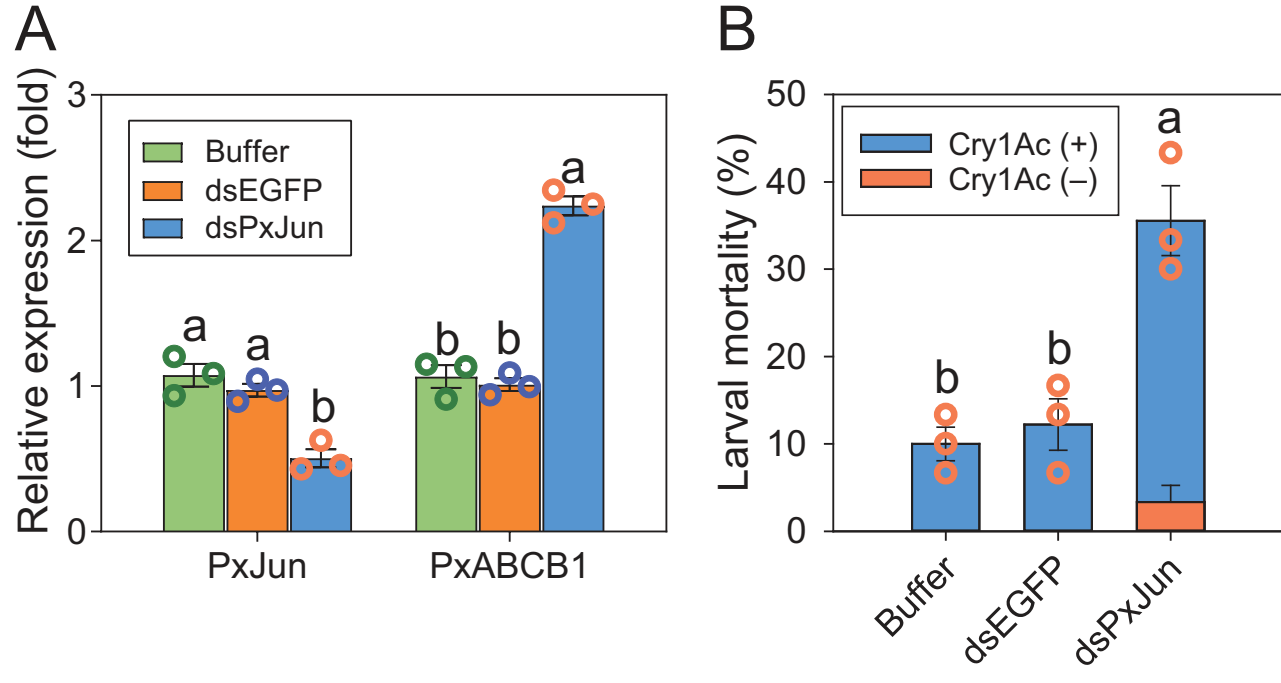 A
Relative expression (fold)
3
2
1
0
Buffer
dsEGFP
dsPxJun
a
a
b
b
b
a
PxJun
PxABCB1
B
Larval mortality (%)
50
40
30
20
10
0
Cry1Ac (+)
Cry1Ac (–)
b
b
a
Buffer
dsEGFP
dsPxJun